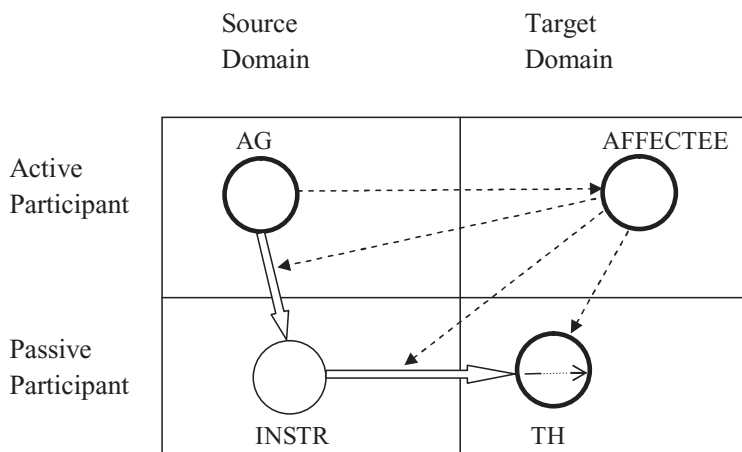 Source
Domain
Target
Domain
AG
AFFECTEE
Active
Participant
Passive
Participant
INSTR
TH